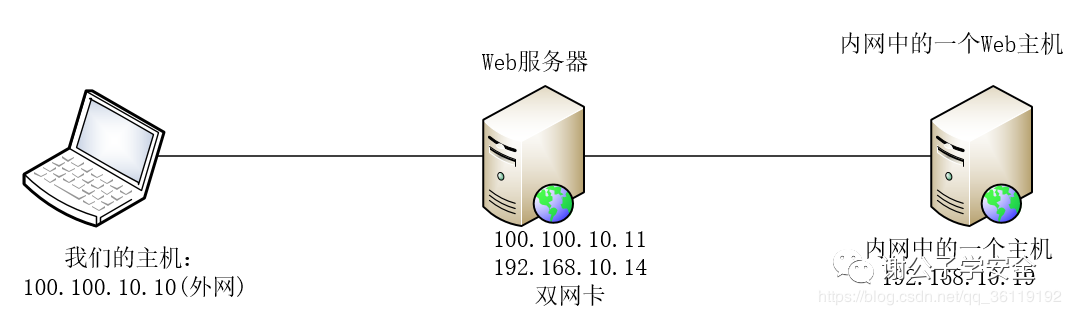 内网中的一个Web主机
Web服务器
我们的主机:
100.100.10.10(外网)
100.100.10.11
192.168.10.14
双网卡
内网中的一个主机
192.168.10.19
谢公子学安全
https://blog.csdn.net/qq_36119192